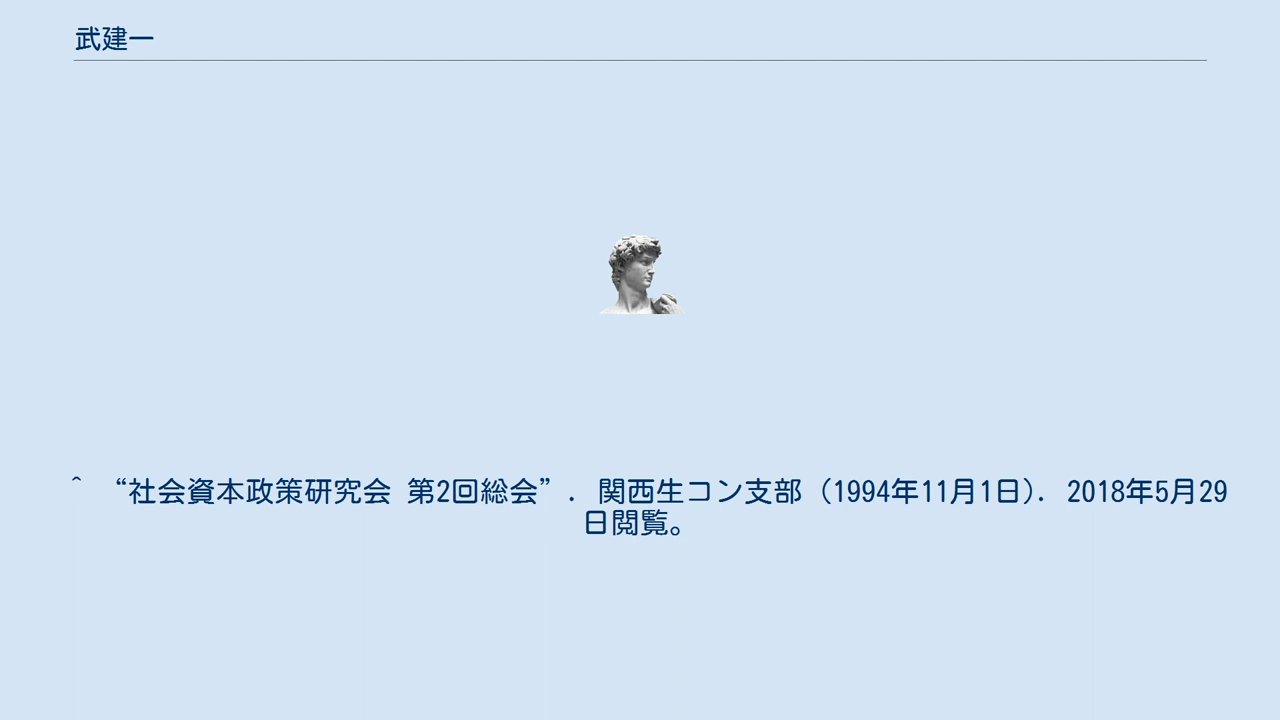 武建一
^ “社会資本政策研究会 第2回総会”. 関西生コン支部 (1994年11月1日). 2018年5月29
日閲覧。